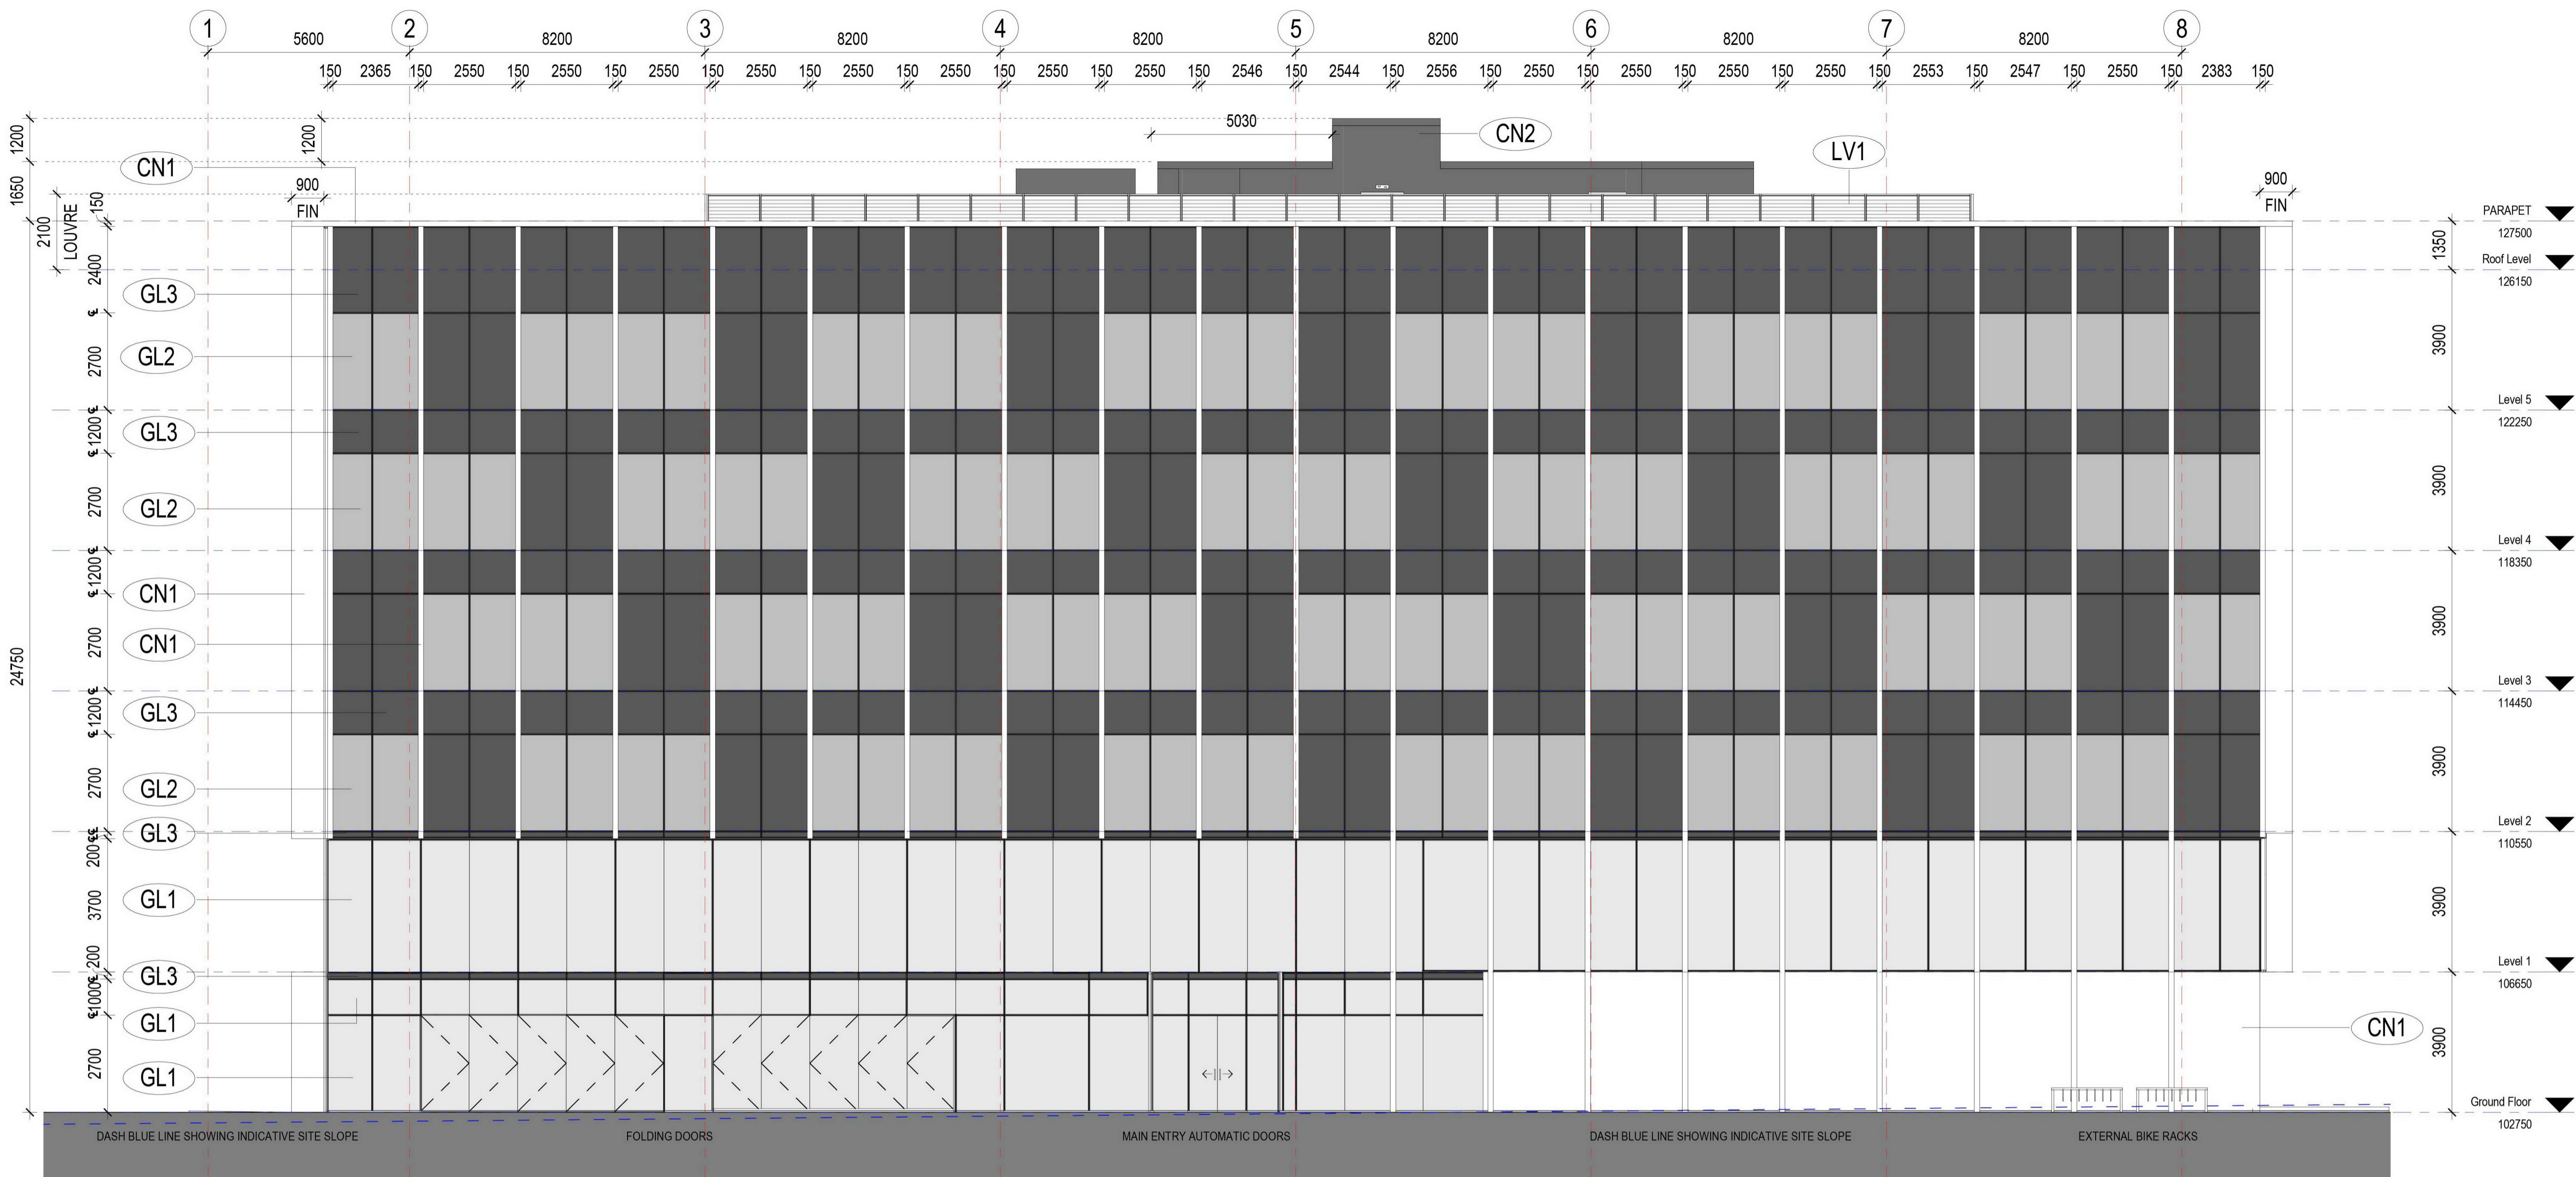 1 2 3 4 5 6 7 8
5600 8200 8200 8200 8200 8200 8200
150 2365 150 2550 150 2550 150 2550 150 2550 150 2550 150 2550 150 2550 150 2550 150 2546 150 2544 150 2556 150 2550 150 2550 150 2550 150 2550 150 2553 150 2547 150 2550 150 2383 150
1200
1200
5030
CN2
LV1
CN1
1650
900
FIN
150
900
FIN
2100
LOUVRE
PARAPET
127500
1350
Roof Level
126150
2400
GL3
GL2
2700
3900
Level 5
122250
1200
GL3
2700
GL2
3900
Level 4
118350
1200
CN1
2700
CN1
3900
24750
Level 3
114450
1200
GL3
2700
GL2
3900
GL3
Level 2
110550
200
GL1
3700
3900
200
GL3
Level 1
106650
1000
GL1
CN1
2700
GL1
3900
Ground Floor
102750
DASH BLUE LINE SHOWING INDICATIVE SITE SLOPE
FOLDING DOORS
MAIN ENTRY AUTOMATIC DOORS
DASH BLUE LINE SHOWING INDICATIVE SITE SLOPE
EXTERNAL BIKE RACKS